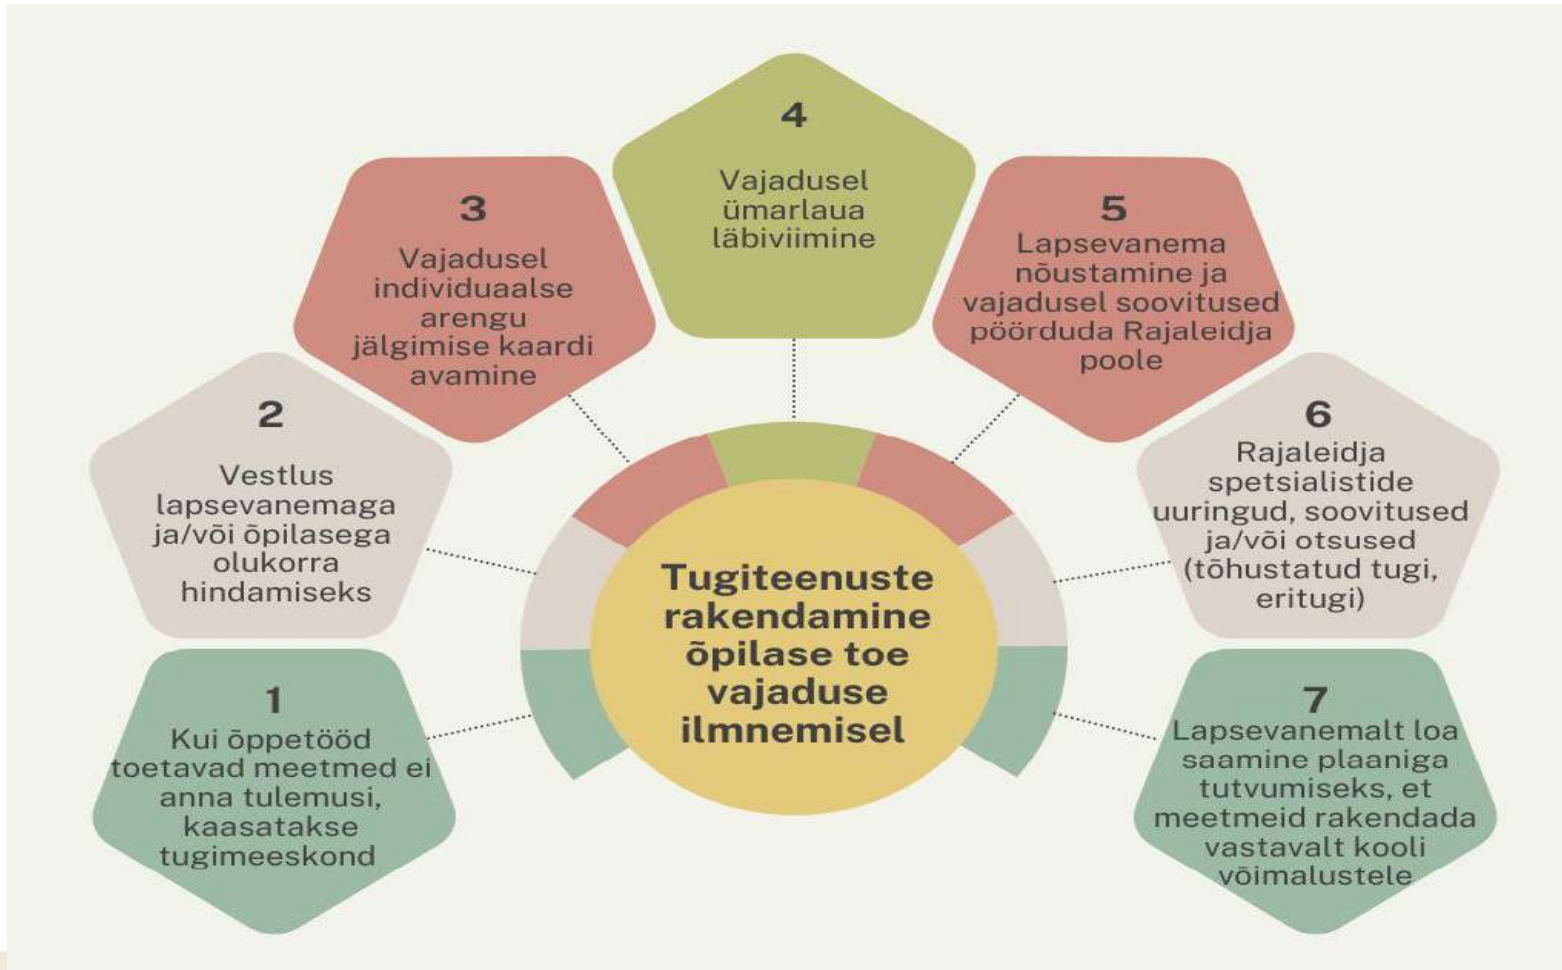 4
Vajadusel
ümarlaua
läbiviimine
3
Vajadusel
individuaalse
arengu
jälgimise kaardi
avamine
5
Lapsevanema
nõustamine ja
vajadusel soovitused
pöörduda Rajaleidja
poole
2
Vestlus
lapsevanemaga
ja/või õpilasega
olukorra
hindamiseks
6
Rajaleidja
spetsialistide
uuringud, soovitused
ja/või otsused
(tõhustatud tugi,
eritugi)
Tugiteenuste
rakendamine
õpilase toe
vajaduse
ilmnemisel
1
Kui õppetööd
toetavad meetmed ei
anna tulemusi,
kaasatakse
tugimeeskond
7
Lapsevanemalt loa
saamine plaaniga
tutvumiseks, et
meetmeid rakendada
vastavalt kooli
võimalustele